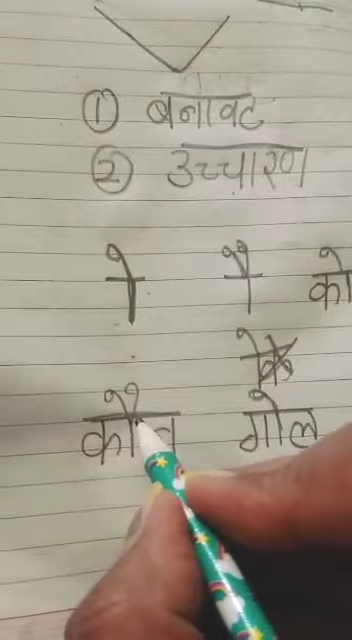 ① बनावट
② उच्चारण
ो ौ को
गोल